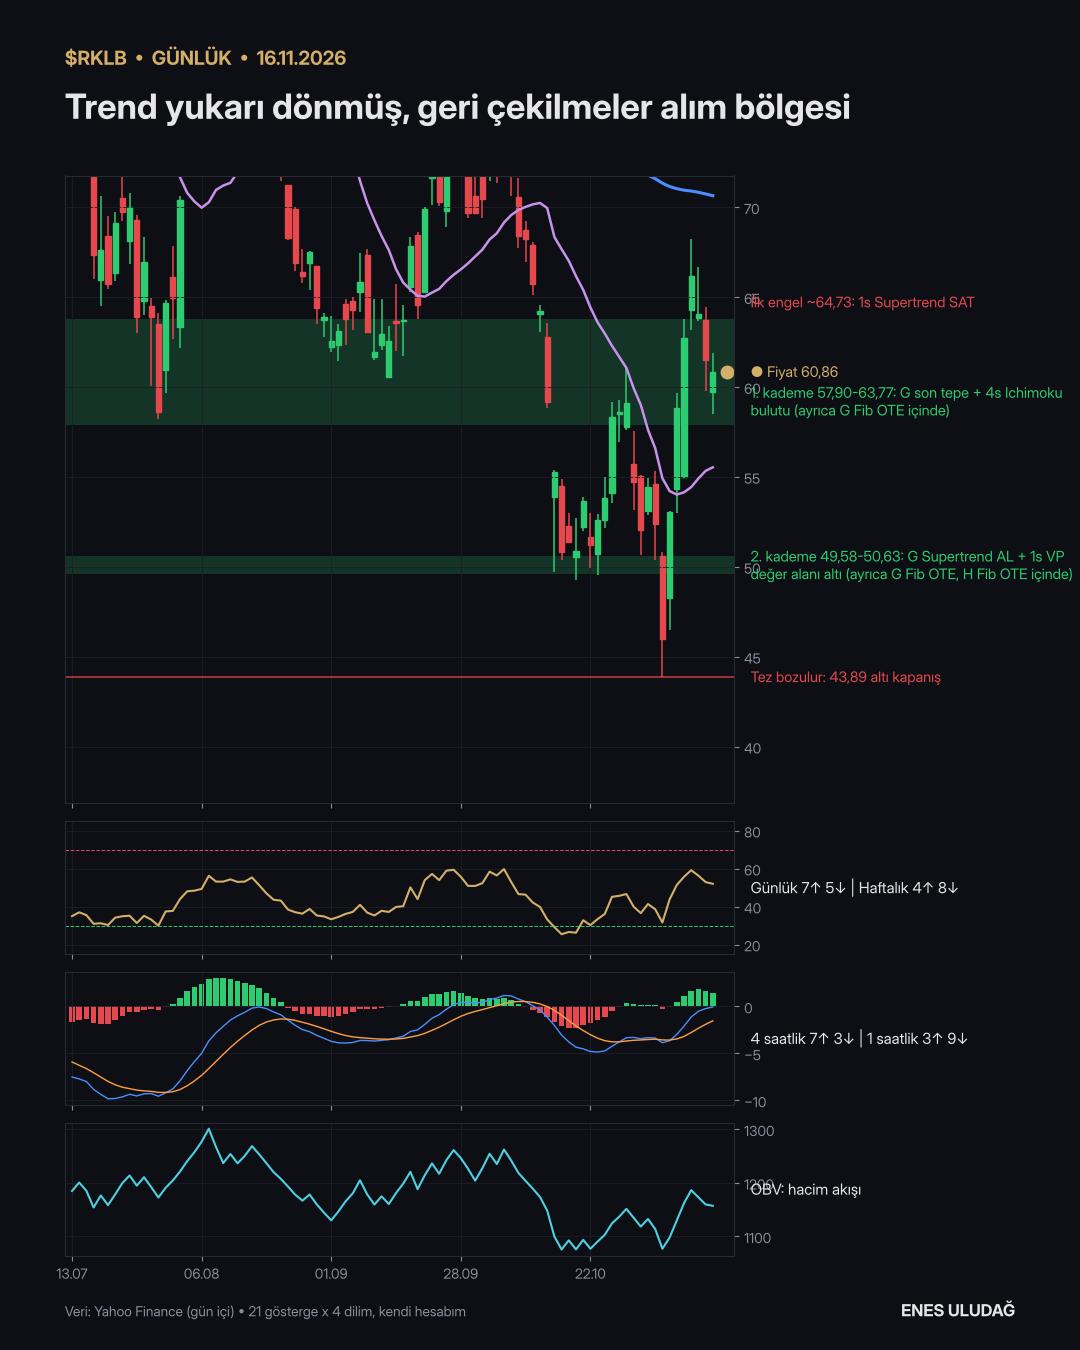 $RKLB • GÜNLÜK • 16.11.2026
Trend yukarı dönmüş, geri çekilmeler alım bölgesi
70
65
İlk engel ~64,73: 1s Supertrend SAT
Fiyat 60,86
60
1. kademe 57,90-63,77: G son tepe + 4s Ichimoku
bulutu (ayrıca G Fib OTE içinde)
55
2. kademe 49,58-50,63: G Supertrend AL + 1s VP
50
değer alanı altı (ayrıca G Fib OTE, H Fib OTE içinde)
45
Tez bozulur: 43,89 altı kapanış
40
80
60
Günlük 7↑ 5↓ | Haftalık 4↑ 8↓
40
20
0
4 saatlik 7↑ 3↓ | 1 saatlik 3↑ 9↓
−5
−10
1300
1200
OBV: hacim akışı
1100
13.07 06.08 01.09 28.09 22.10
Veri: Yahoo Finance (gün içi) • 21 gösterge x 4 dilim, kendi hesabım
ENES ULUDAĞ